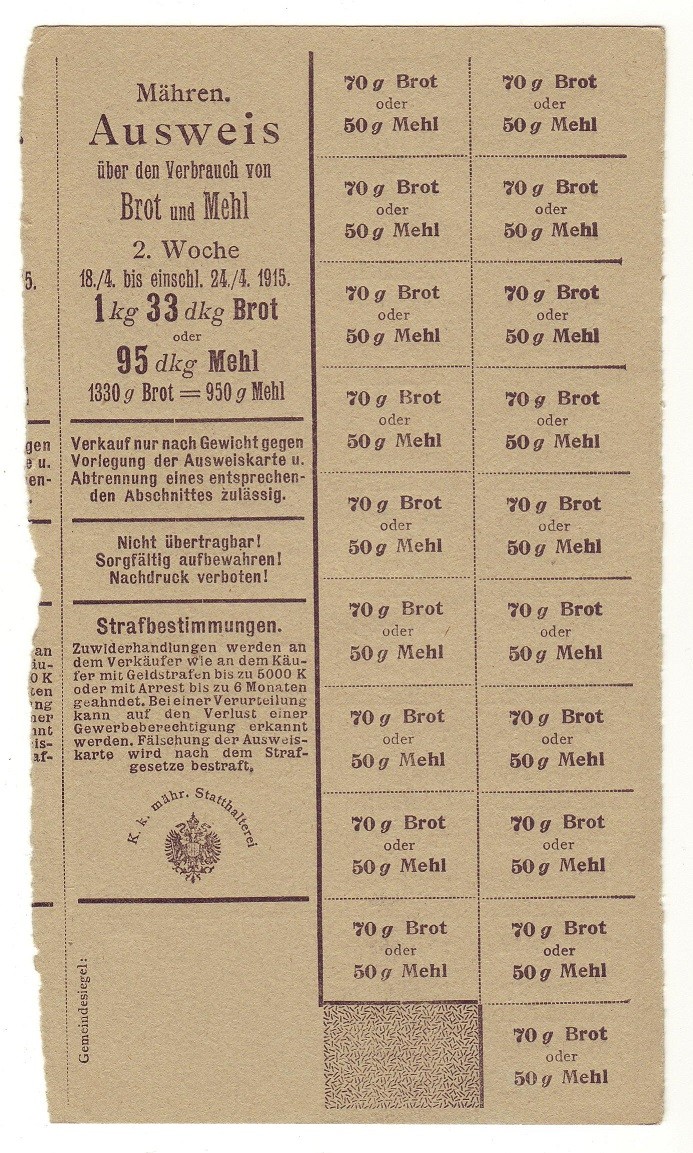 Mähren.
Ausweis
über den Verbrauch von
Brot und Mehl
2. Woche
18./4. bis einschl. 24./4. 1915.
1 kg 33 dkg Brot
oder
95 dkg Mehl
1330 g Brot = 950 g Mehl
Verkauf nur nach Gewicht gegen
Vorlegung der Ausweiskarte u.
Abtrennung eines entsprechen-
den Abschnittes zulässig.
Nicht übertragbar!
Sorgfältig aufbewahren!
Nachdruck verboten!
Strafbestimmungen.
Zuwiderhandlungen werden an
dem Verkäufer wie an dem Käu-
fer mit Geldstrafen bis zu 5000 K
oder mit Arrest bis zu 6 Monaten
geahndet. Bei einer Verurteilung
kann auf den Verlust einer
Gewerbeberechtigung erkannt
werden. Fälschung der Ausweis-
karte wird nach dem Straf-
gesetze bestraft.
K. k. mähr. Statthalterei
Gemeindesiegel:
70 g Brot
oder
50 g Mehl
70 g Brot
oder
50 g Mehl
70 g Brot
oder
50 g Mehl
70 g Brot
oder
50 g Mehl
70 g Brot
oder
50 g Mehl
70 g Brot
oder
50 g Mehl
70 g Brot
oder
50 g Mehl
70 g Brot
oder
50 g Mehl
70 g Brot
oder
50 g Mehl
70 g Brot
oder
50 g Mehl
70 g Brot
oder
50 g Mehl
70 g Brot
oder
50 g Mehl
70 g Brot
oder
50 g Mehl
70 g Brot
oder
50 g Mehl
70 g Brot
oder
50 g Mehl
70 g Brot
oder
50 g Mehl
70 g Brot
oder
50 g Mehl
70 g Brot
oder
50 g Mehl
70 g Brot
oder
50 g Mehl